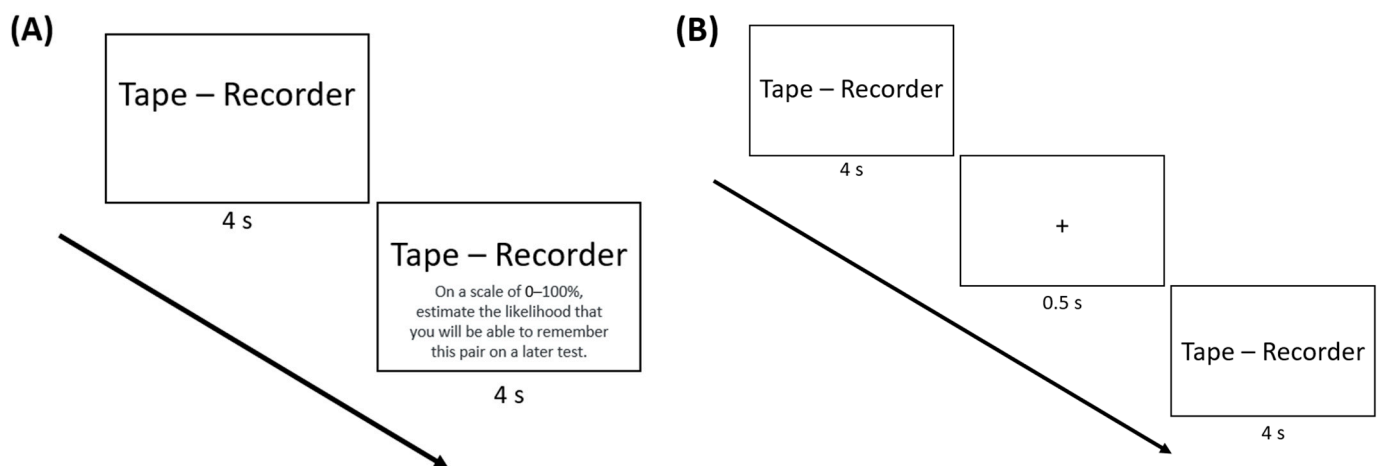 (A)
Tape – Recorder
4 s
Tape – Recorder
On a scale of 0–100%,
estimate the likelihood that
you will be able to remember
this pair on a later test.
4 s
(B)
Tape – Recorder
4 s
+
0.5 s
Tape – Recorder
4 s